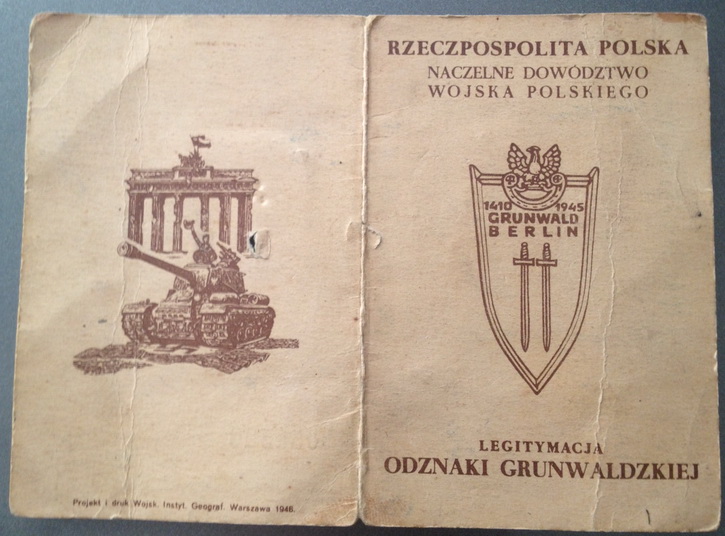 RZECZPOSPOLITA POLSKA
NACZELNE DOWÓDZTWO
WOJSKA POLSKIEGO
1410 1945
GRUNWALD
BERLIN
LEGITYMACJA
ODZNAKI GRUNWALDZKIEJ
Projekt i druk Wojsk. Instyt. Geograf. Warszawa 1946.